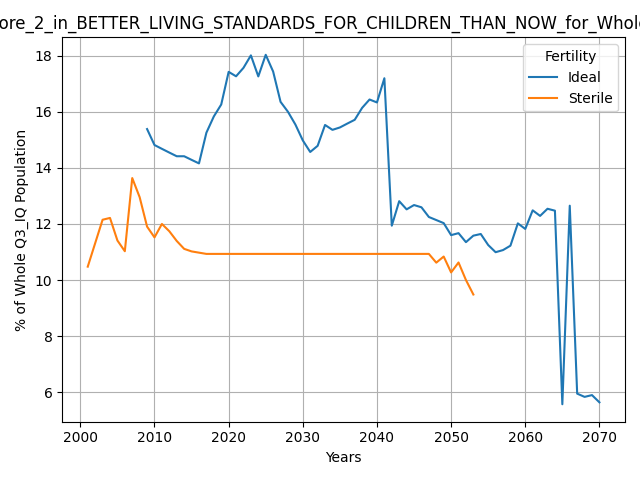 ore_2_in_BETTER_LIVING_STANDARDS_FOR_CHILDREN_THAN_NOW_for_Whole
18
16
14
12
10
8
6
% of Whole Q3_IQ Population
Fertility
Ideal
Sterile
2000 2010 2020 2030 2040 2050 2060 2070
Years